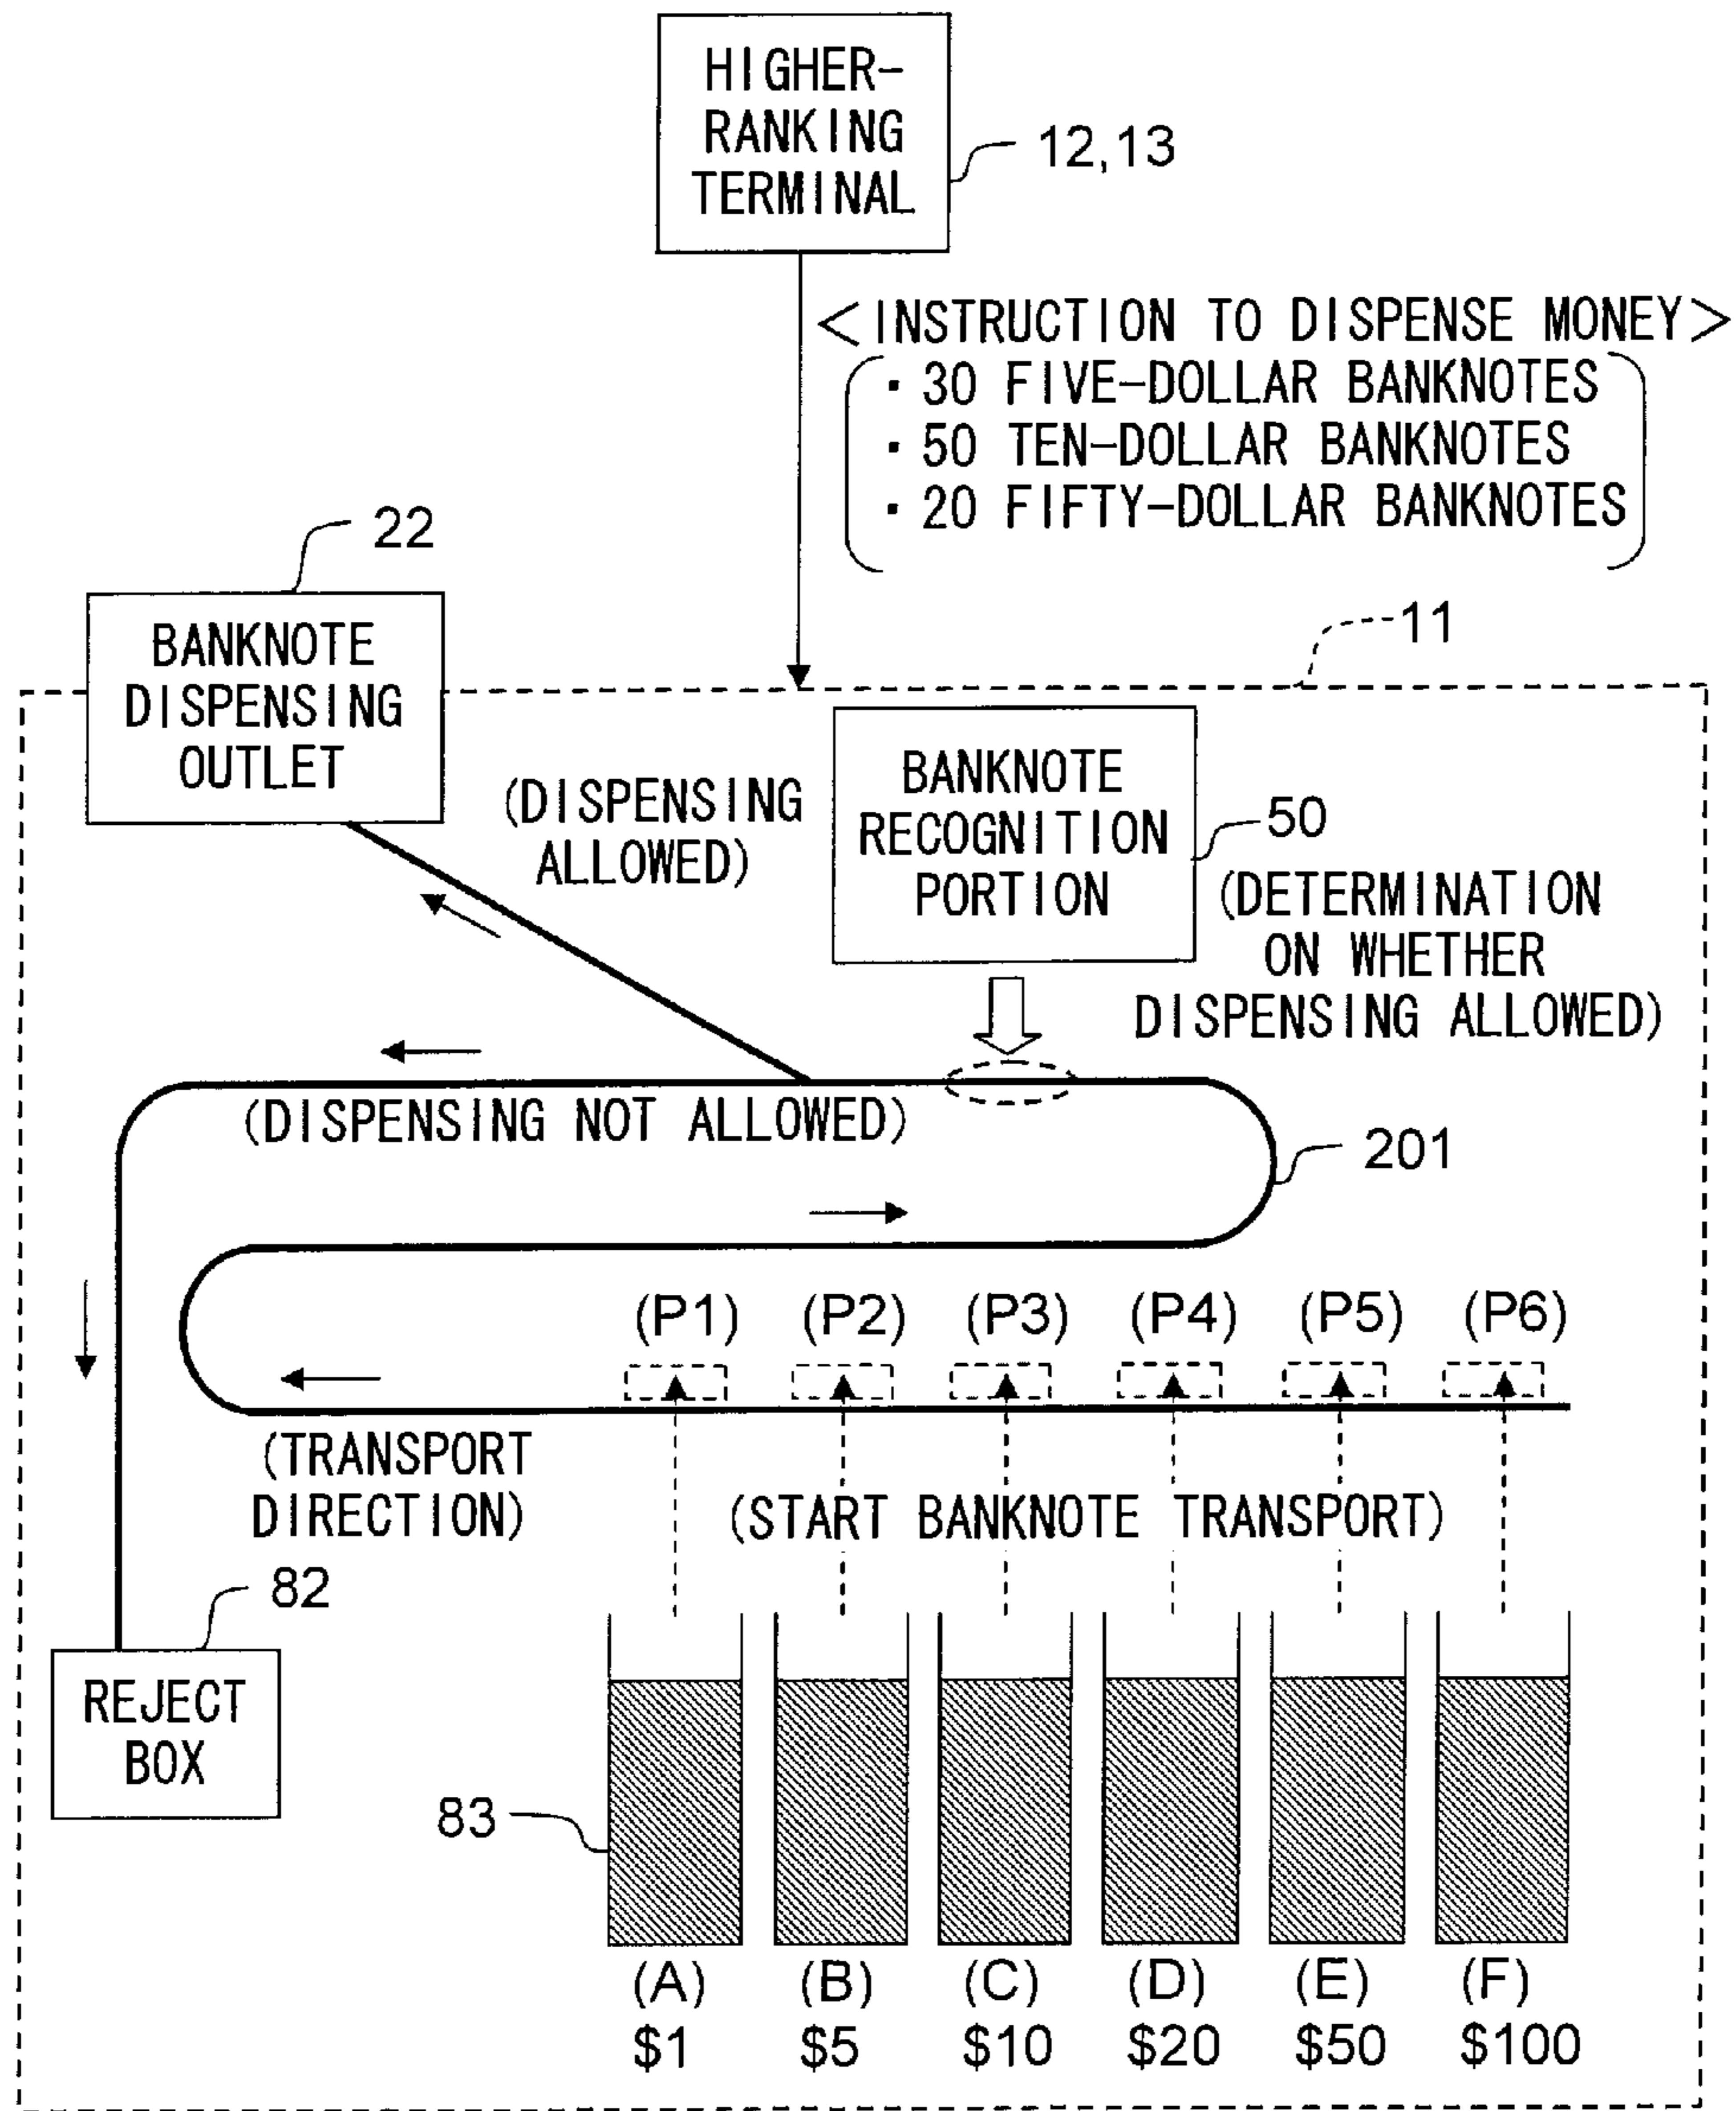 HIGHER-
RANKING
TERMINAL
12,13
<INSTRUCTION TO DISPENSE MONEY>
・30 FIVE-DOLLAR BANKNOTES
・50 TEN-DOLLAR BANKNOTES
・20 FIFTY-DOLLAR BANKNOTES
22
11
BANKNOTE
DISPENSING
OUTLET
(DISPENSING
ALLOWED)
BANKNOTE
RECOGNITION
PORTION
50
(DETERMINATION
ON WHETHER
DISPENSING ALLOWED)
(DISPENSING NOT ALLOWED)
201
(P1) (P2) (P3) (P4) (P5) (P6)
(TRANSPORT
DIRECTION)
(START BANKNOTE TRANSPORT)
82
REJECT
BOX
83
(A) (B) (C) (D) (E) (F)
$1 $5 $10 $20 $50 $100